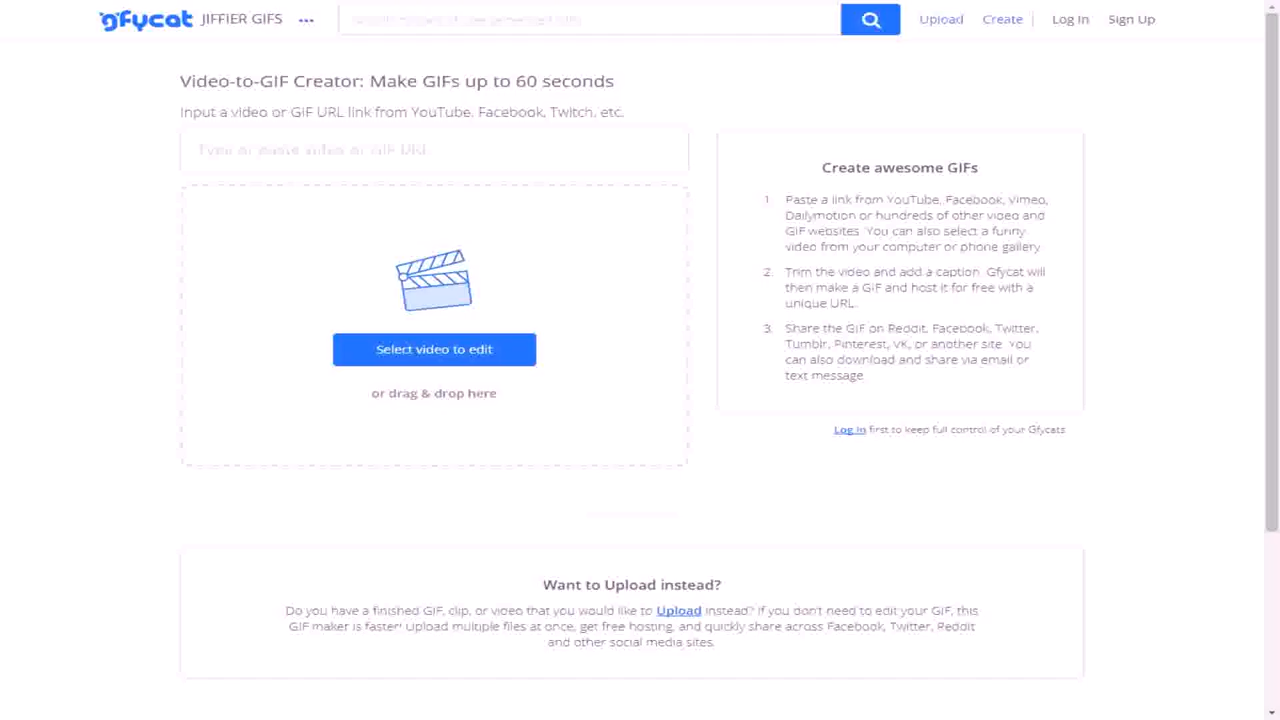 gfycat JIFFIER GIFS ••• Upload Create Log In Sign Up
Video-to-GIF Creator: Make GIFs up to 60 seconds
Input a video or GIF URL link from YouTube, Facebook, Twitch, etc.
Type or paste video or GIF URL
Select video to edit
or drag & drop here
Create awesome GIFs
1. Paste a link from YouTube, Facebook, Vimeo,
Dailymotion or hundreds of other video and
GIF websites. You can also select a funny
video from your computer or phone gallery.
2. Trim the video and add a caption. Gfycat will
then make a GIF and host it for free with a
unique URL.
3. Share the GIF on Reddit, Facebook, Twitter,
Tumblr, Pinterest, VK, or another site. You
can also download and share via email or
text message.
Log In first to keep full control of your Gfycats
Want to Upload instead?
Do you have a finished GIF, clip, or video that you would like to Upload instead? If you don't need to edit your GIF, this
GIF maker is faster! Upload multiple files at once, get free hosting, and quickly share across Facebook, Twitter, Reddit
and other social media sites.